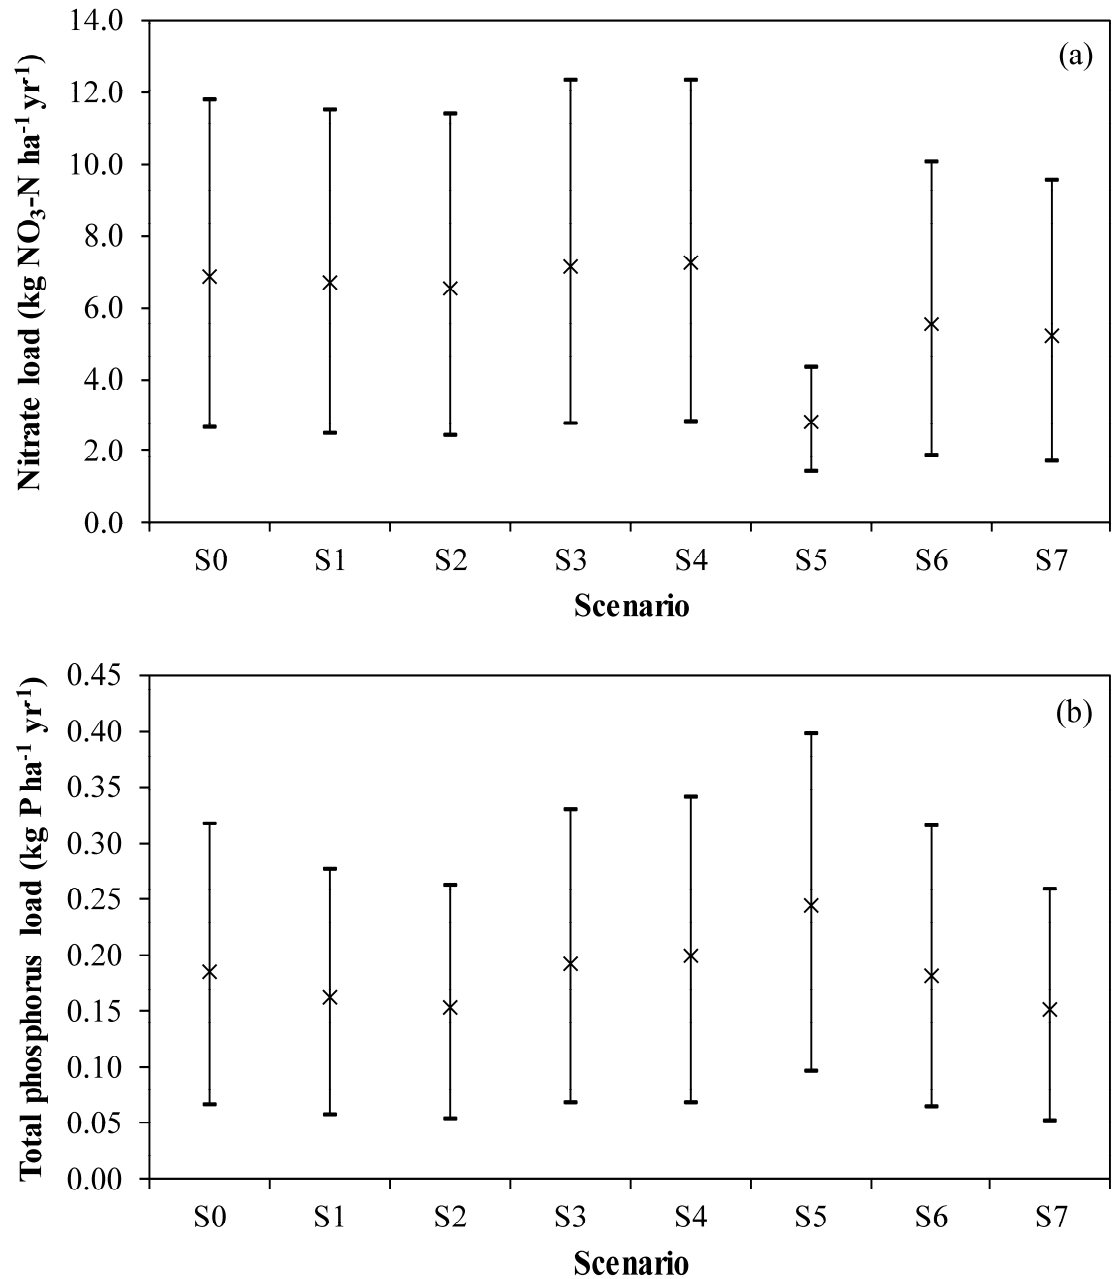 (a)
Nitrate load (kg NO3-N ha-1 yr-1)
14.0
12.0
10.0
8.0
6.0
4.0
2.0
0.0
S0 S1 S2 S3 S4 S5 S6 S7
Scenario
(b)
Total phosphorus load (kg P ha-1 yr-1)
0.45
0.40
0.35
0.30
0.25
0.20
0.15
0.10
0.05
0.00
S0 S1 S2 S3 S4 S5 S6 S7
Scenario